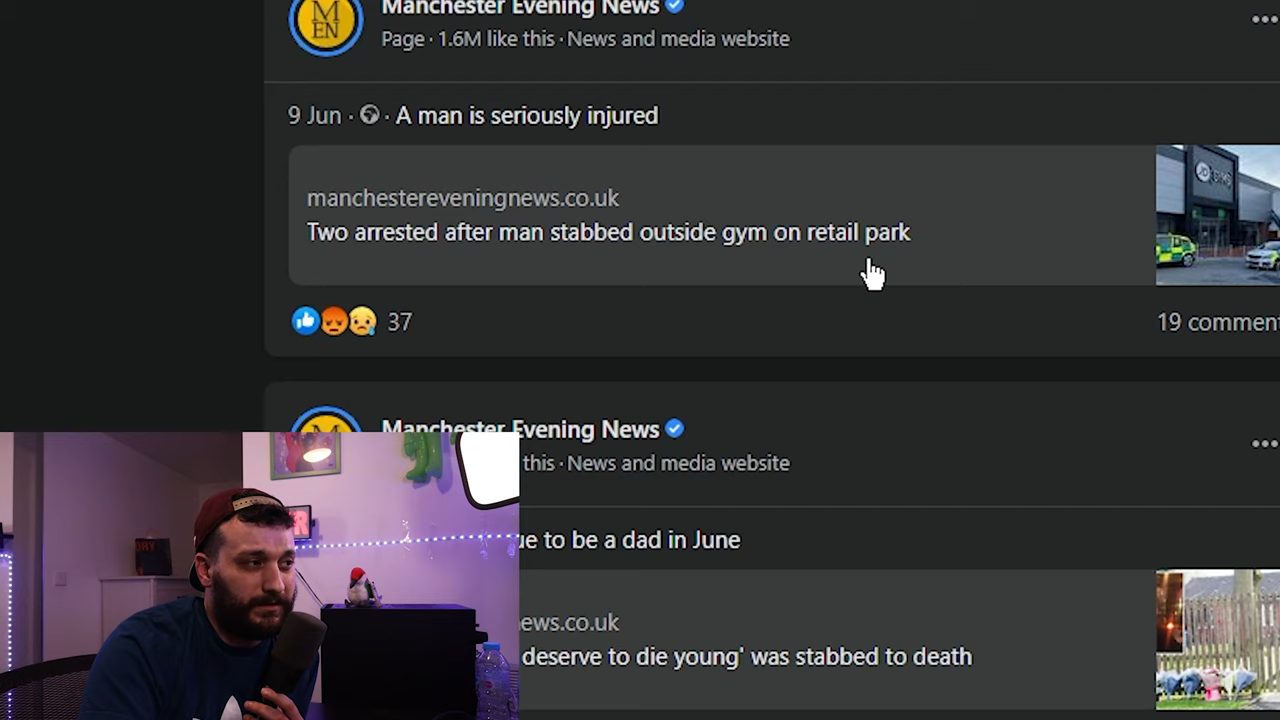 M
EN
Manchester Evening News
Page · 1.6M like this · News and media website
9 Jun · A man is seriously injured
manchestereveningnews.co.uk
Two arrested after man stabbed outside gym on retail park
37
19 comment
Manchester Evening News
this · News and media website
ue to be a dad in June
ews.co.uk
deserve to die young' was stabbed to death